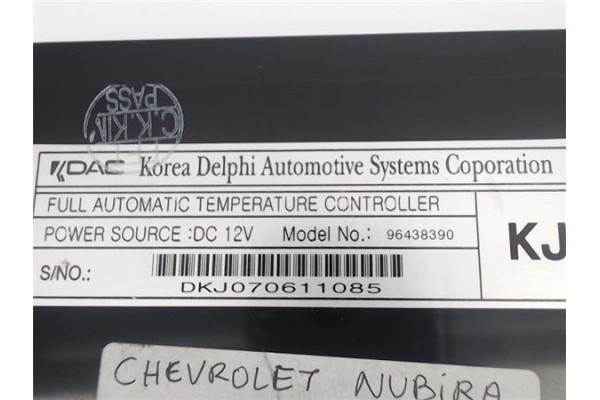 C.K.KIM
PASS
KDAC Korea Delphi Automotive Systems Coporation
FULL AUTOMATIC TEMPERATURE CONTROLLER
POWER SOURCE :DC 12V Model No.: 96438390
KJ
S/NO.:
DKJ070611085
CHEVROLET NUBIRA